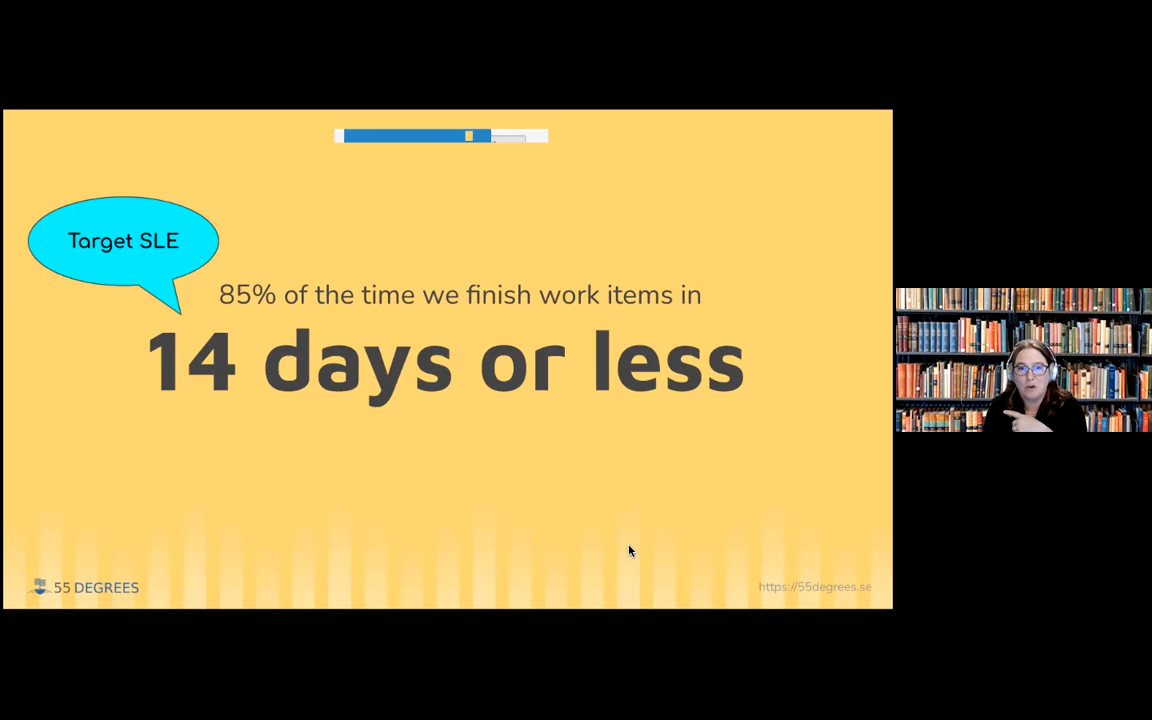 Target SLE
85% of the time we finish work items in
14 days or less
55 DEGREES
https://55degrees.se